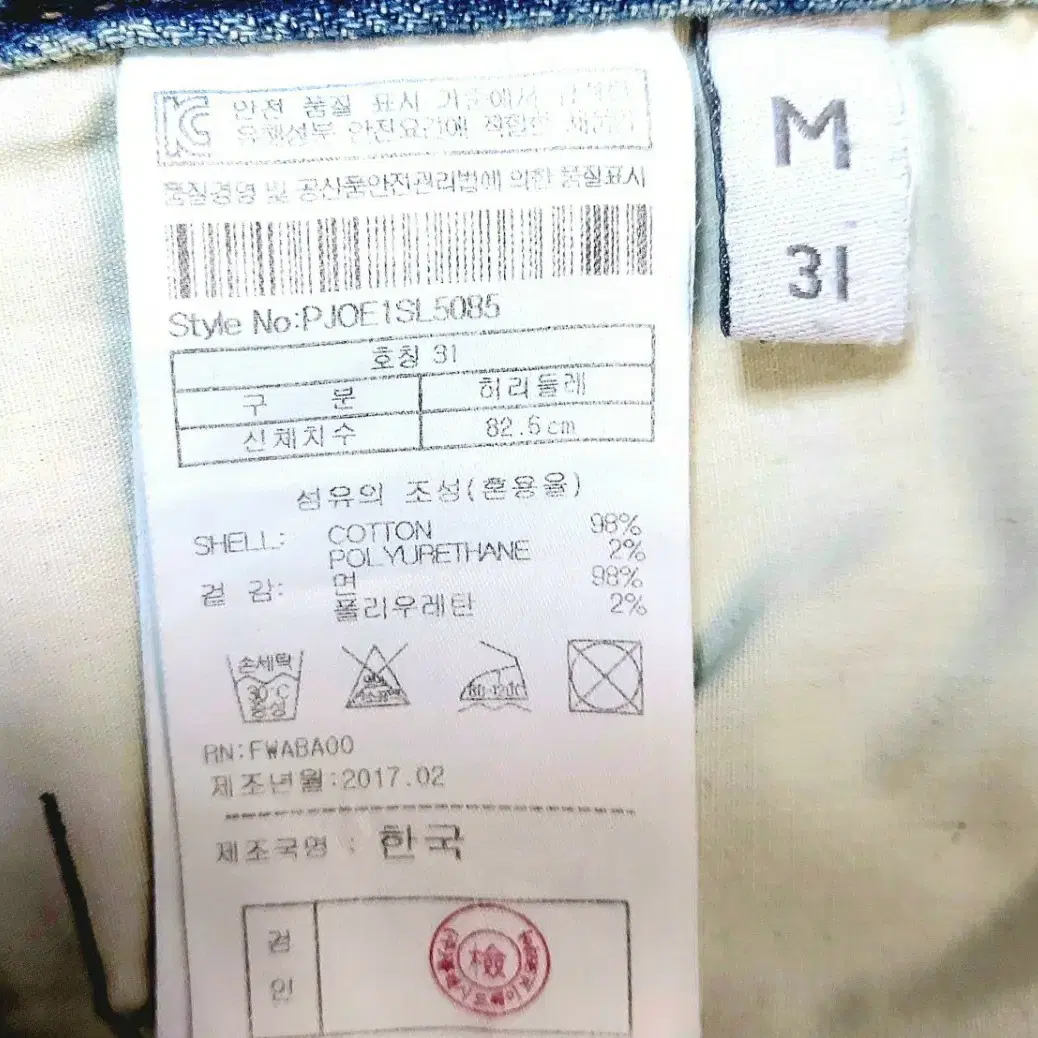 KC 안전 품질 표시 기준에서
유해성부 안전요건에 적합한 제품임
품질경영 및 공산품안전관리법에 의한 품질표시
Style No:PJOE1SL5085
호칭 31
구 분 허리둘레
신체치수 82.5cm
섬유의 조성(혼용율)
SHELL: COTTON 98%
POLYURETHANE 2%
겉 감: 면 98%
폴리우레탄 2%
손세탁
30℃
중성
RN:FWABA00
제조년월:2017.02
제조국명 : 한국
검
인
檢
M
31